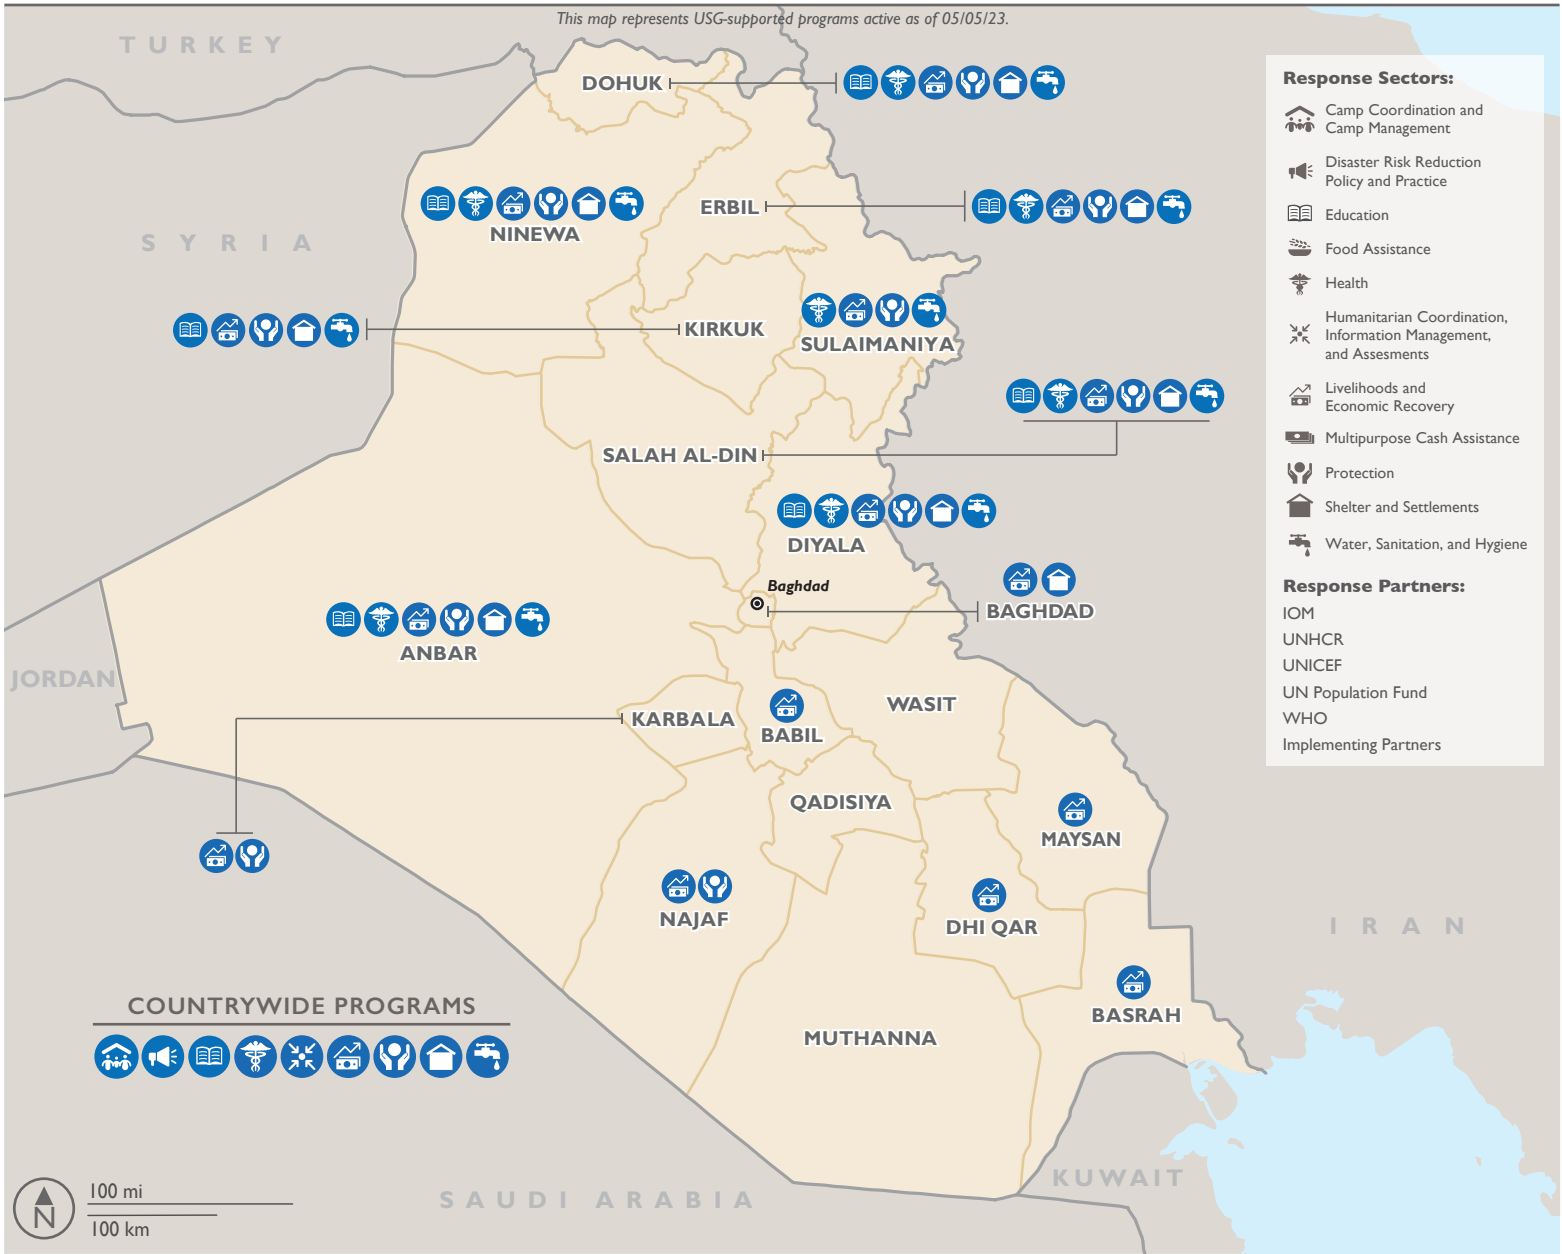 This map represents USG-supported programs active as of 05/05/23.
TURKEY
DOHUK
SYRIA
NINEWA
ERBIL
KIRKUK
SULAIMANIYA
SALAH AL-DIN
DIYALA
Baghdad
BAGHDAD
ANBAR
JORDAN
KARBALA
BABIL
WASIT
QADISIYA
MAYSAN
NAJAF
DHI QAR
IRAN
BASRAH
MUTHANNA
COUNTRYWIDE PROGRAMS
KUWAIT
SAUDI ARABIA
N
100 mi
100 km
Response Sectors:
Camp Coordination and
Camp Management
Disaster Risk Reduction
Policy and Practice
Education
Food Assistance
Health
Humanitarian Coordination,
Information Management,
and Assesments
Livelihoods and
Economic Recovery
Multipurpose Cash Assistance
Protection
Shelter and Settlements
Water, Sanitation, and Hygiene
Response Partners:
IOM
UNHCR
UNICEF
UN Population Fund
WHO
Implementing Partners